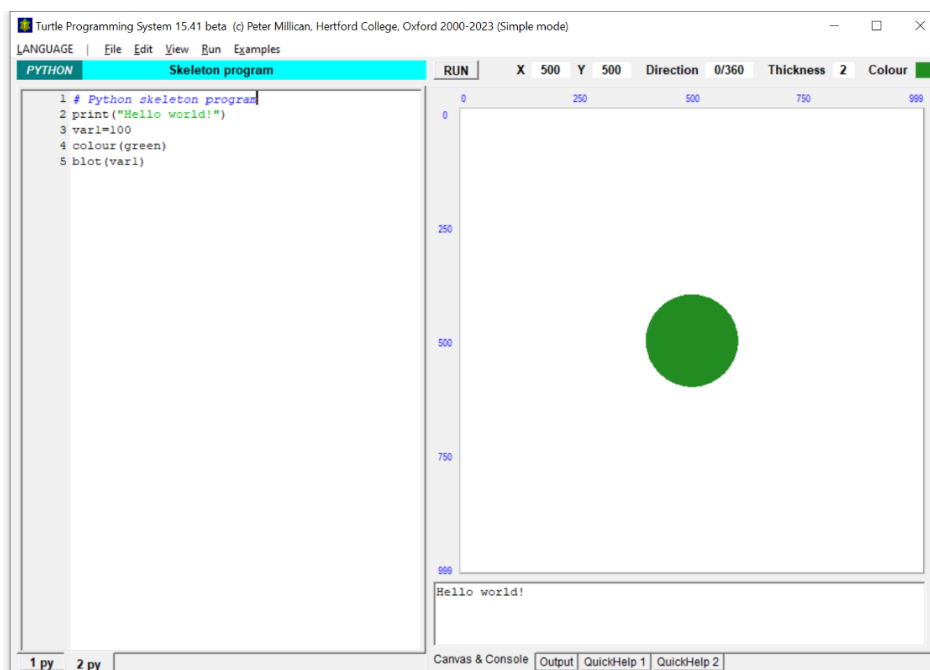 Turtle Programming System 15.41 beta (c) Peter Millican, Hertford College, Oxford 2000-2023 (Simple mode)
LANGUAGE | File Edit View Run Examples
PYTHON Skeleton program RUN X 500 Y 500 Direction 0/360 Thickness 2 Colour
1 # Python skeleton program
2 print("Hello world!")
3 var1=100
4 colour(green)
5 blot(var1)
0 250 500 750 999
0
250
500
750
999
Hello world!
1 py 2 py
Canvas & Console Output QuickHelp 1 QuickHelp 2